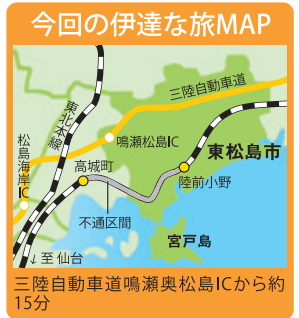 今回の伊達な旅MAP
三陸自動車道
東北本線
松島海岸IC
鳴瀬松島IC
高城町
東松島市
陸前小野
不通区間
宮戸島
至 仙台
三陸自動車道鳴瀬奥松島ICから約
15分